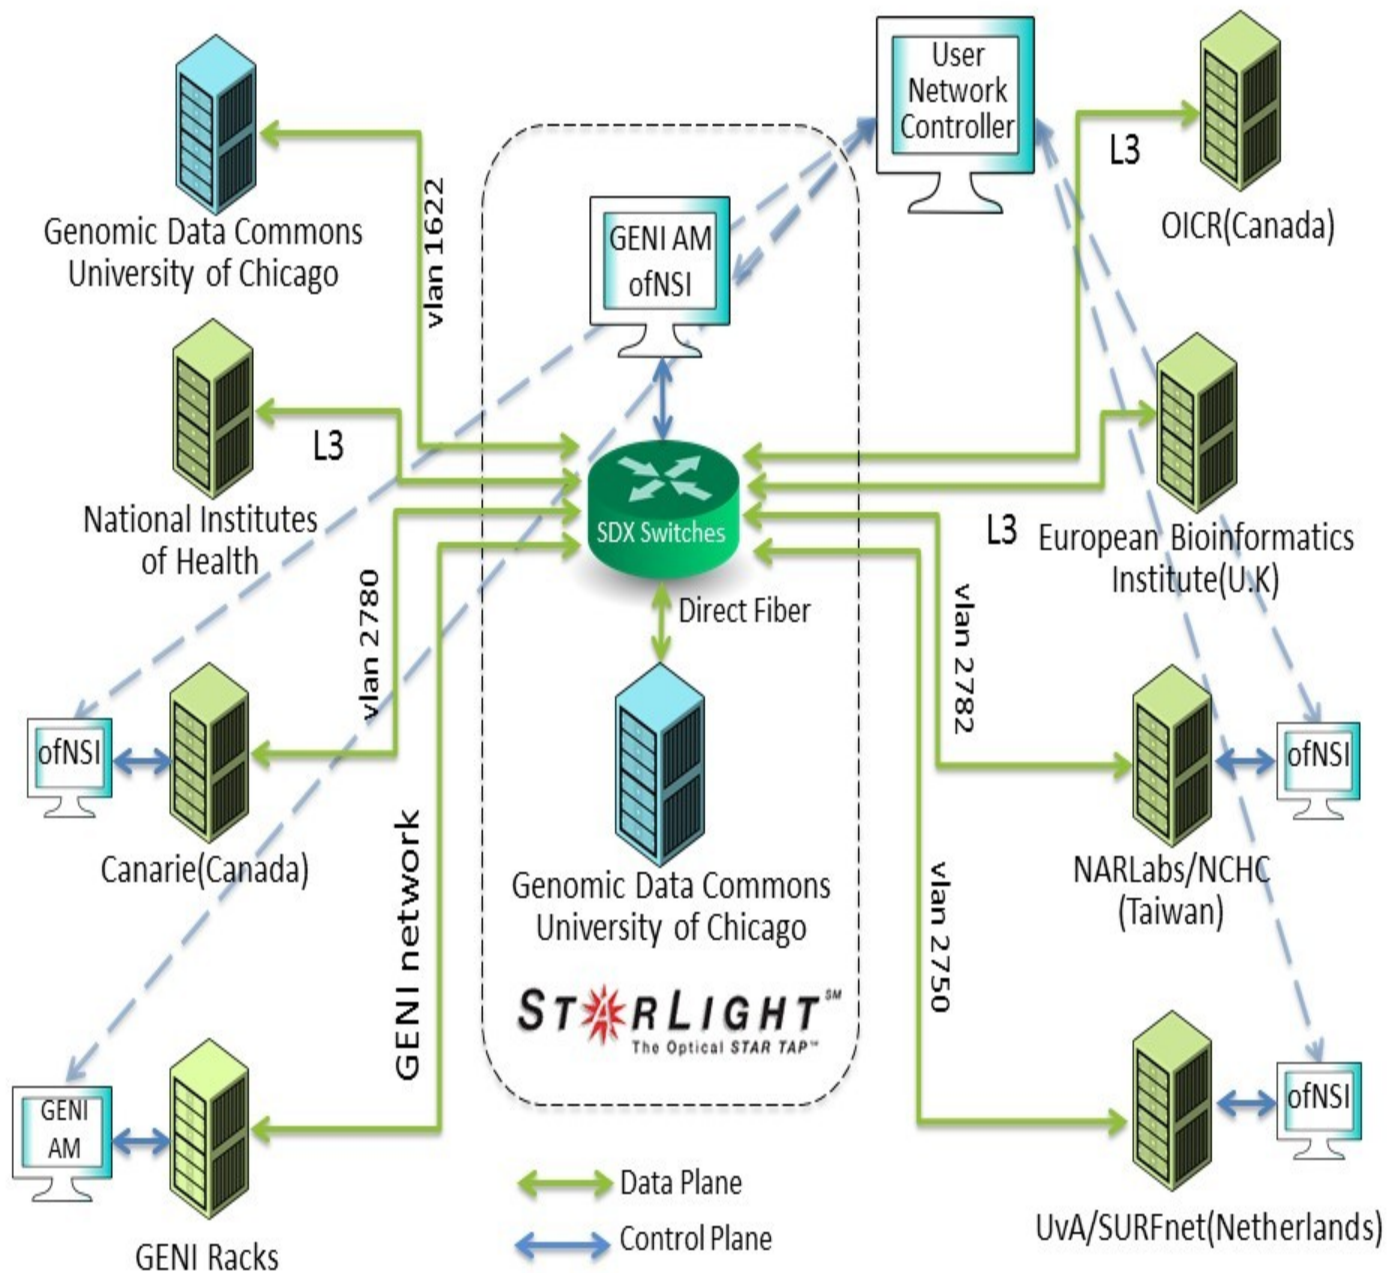 User
Network
Controller
GENI AM
ofNSI
Genomic Data Commons
University of Chicago
vlan 1622
L3
OICR(Canada)
L3
National Institutes
of Health
SDX Switches
L3
European Bioinformatics
Institute(U.K)
Direct Fiber
vlan 2780
vlan 2782
ofNSI
Canarie(Canada)
ofNSI
NARLabs/NCHC
(Taiwan)
Genomic Data Commons
University of Chicago
GENI network
vlan 2750
STARLIGHT℠
The Optical STAR TAP™
GENI
AM
GENI Racks
ofNSI
UvA/SURFnet(Netherlands)
Data Plane
Control Plane